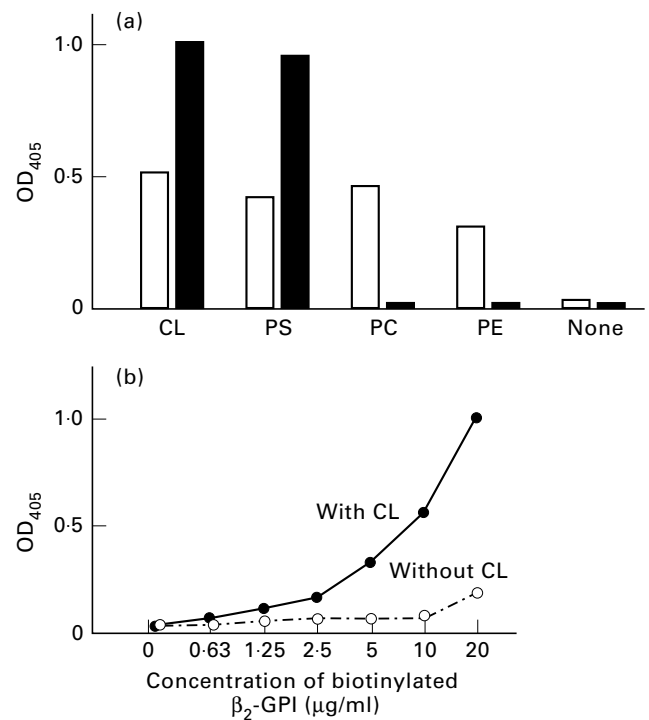 (a)
1·0
0·5
0
OD405
CL PS PC PE None
(b)
1·0
0·5
0
OD405
With CL
Without CL
0 0·63 1·25 2·5 5 10 20
Concentration of biotinylated
β2-GPI (μg/ml)